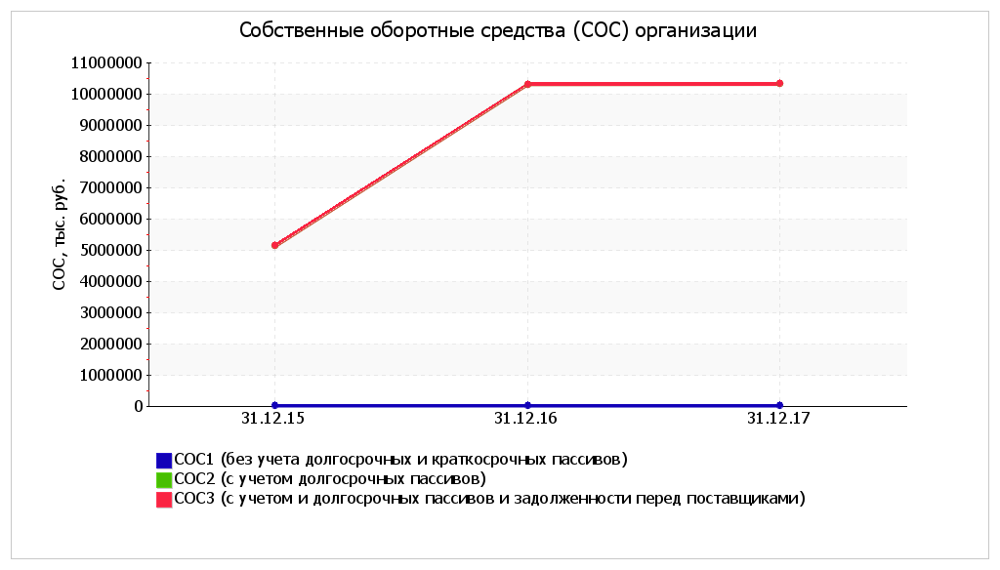 Собственные оборотные средства (СОС) организации
СОС, тыс. руб.
11000000
10000000
9000000
8000000
7000000
6000000
5000000
4000000
3000000
2000000
1000000
0
31.12.15 31.12.16 31.12.17
СОС1 (без учета долгосрочных и краткосрочных пассивов)
СОС2 (с учетом долгосрочных пассивов)
СОС3 (с учетом и долгосрочных пассивов и задолженности перед поставщиками)